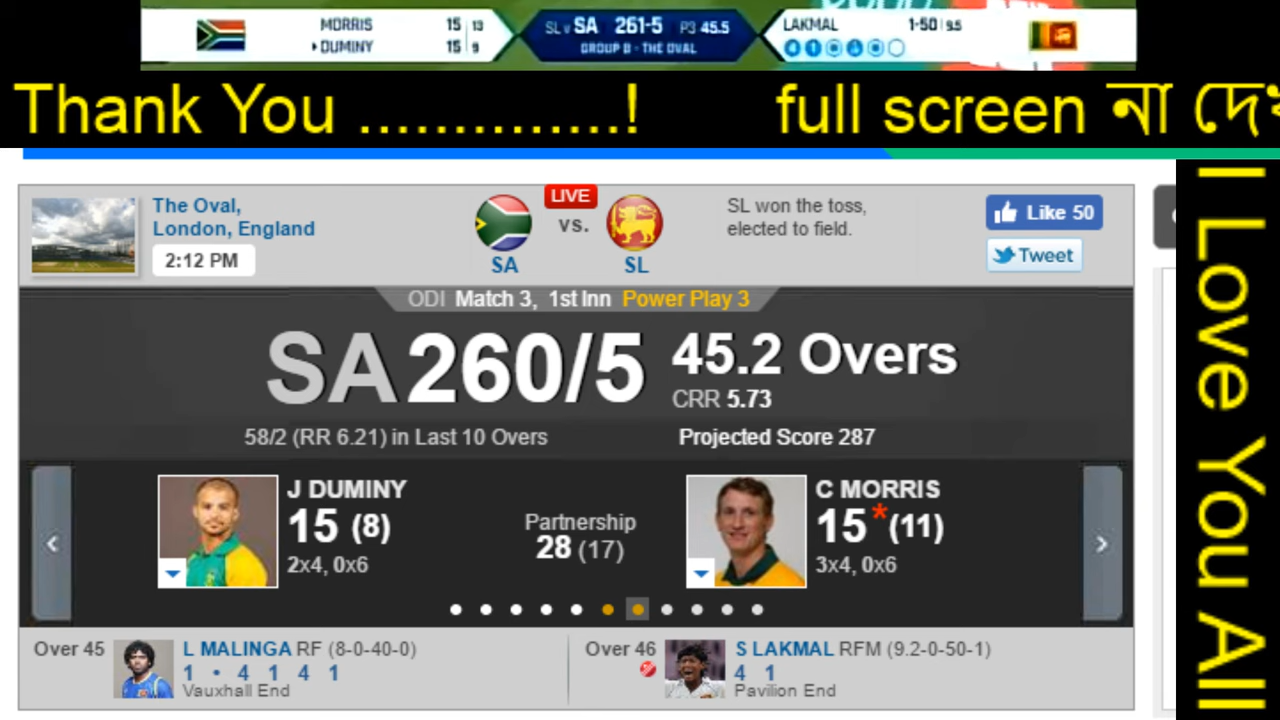 MORRIS 15 13
DUMINY 15 9
SL v SA 261-5 P3 45.5
GROUP B - THE OVAL
LAKMAL 1-50 9.5
4 1
Thank You ..............! full screen না
The Oval,
London, England
2:12 PM
LIVE
vs.
SA
SL
SL won the toss,
elected to field.
Like 50
Tweet
ODI Match 3, 1st Inn Power Play 3
SA 260/5 45.2 Overs
CRR 5.73
58/2 (RR 6.21) in Last 10 Overs
Projected Score 287
J DUMINY
15 (8)
2x4, 0x6
Partnership
28 (17)
C MORRIS
15* (11)
3x4, 0x6
Over 45
L MALINGA RF (8-0-40-0)
1 • 4 1 4 1
Vauxhall End
Over 46
S LAKMAL RFM (9.2-0-50-1)
4 1
Pavilion End
I Love You All